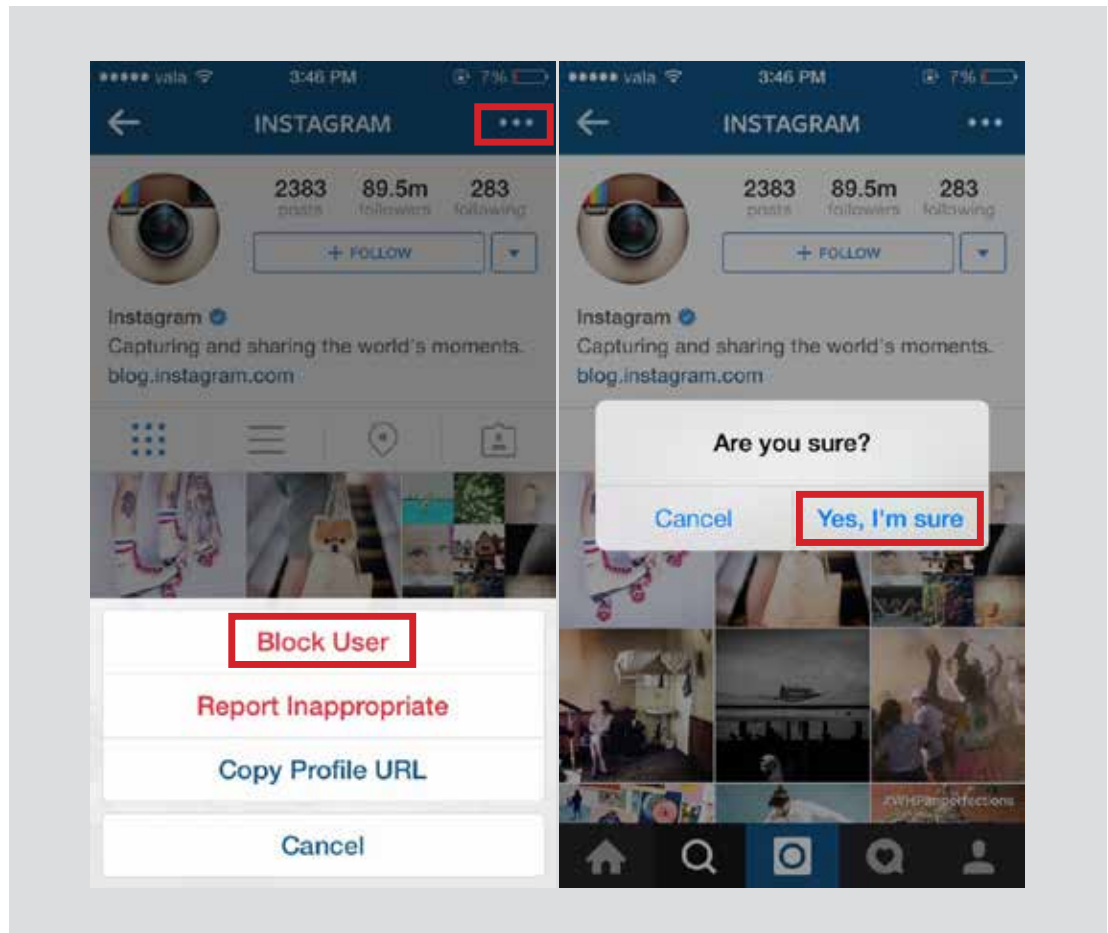 vala 3:46 PM 7%
INSTAGRAM
2383 89.5m 283
posts followers following
+ FOLLOW
Instagram
Capturing and sharing the world's moments.
blog.instagram.com
Block User
Report Inappropriate
Copy Profile URL
Cancel
vala 3:46 PM 7%
INSTAGRAM
2383 89.5m 283
posts followers following
+ FOLLOW
Instagram
Capturing and sharing the world's moments.
blog.instagram.com
Are you sure?
Cancel Yes, I'm sure